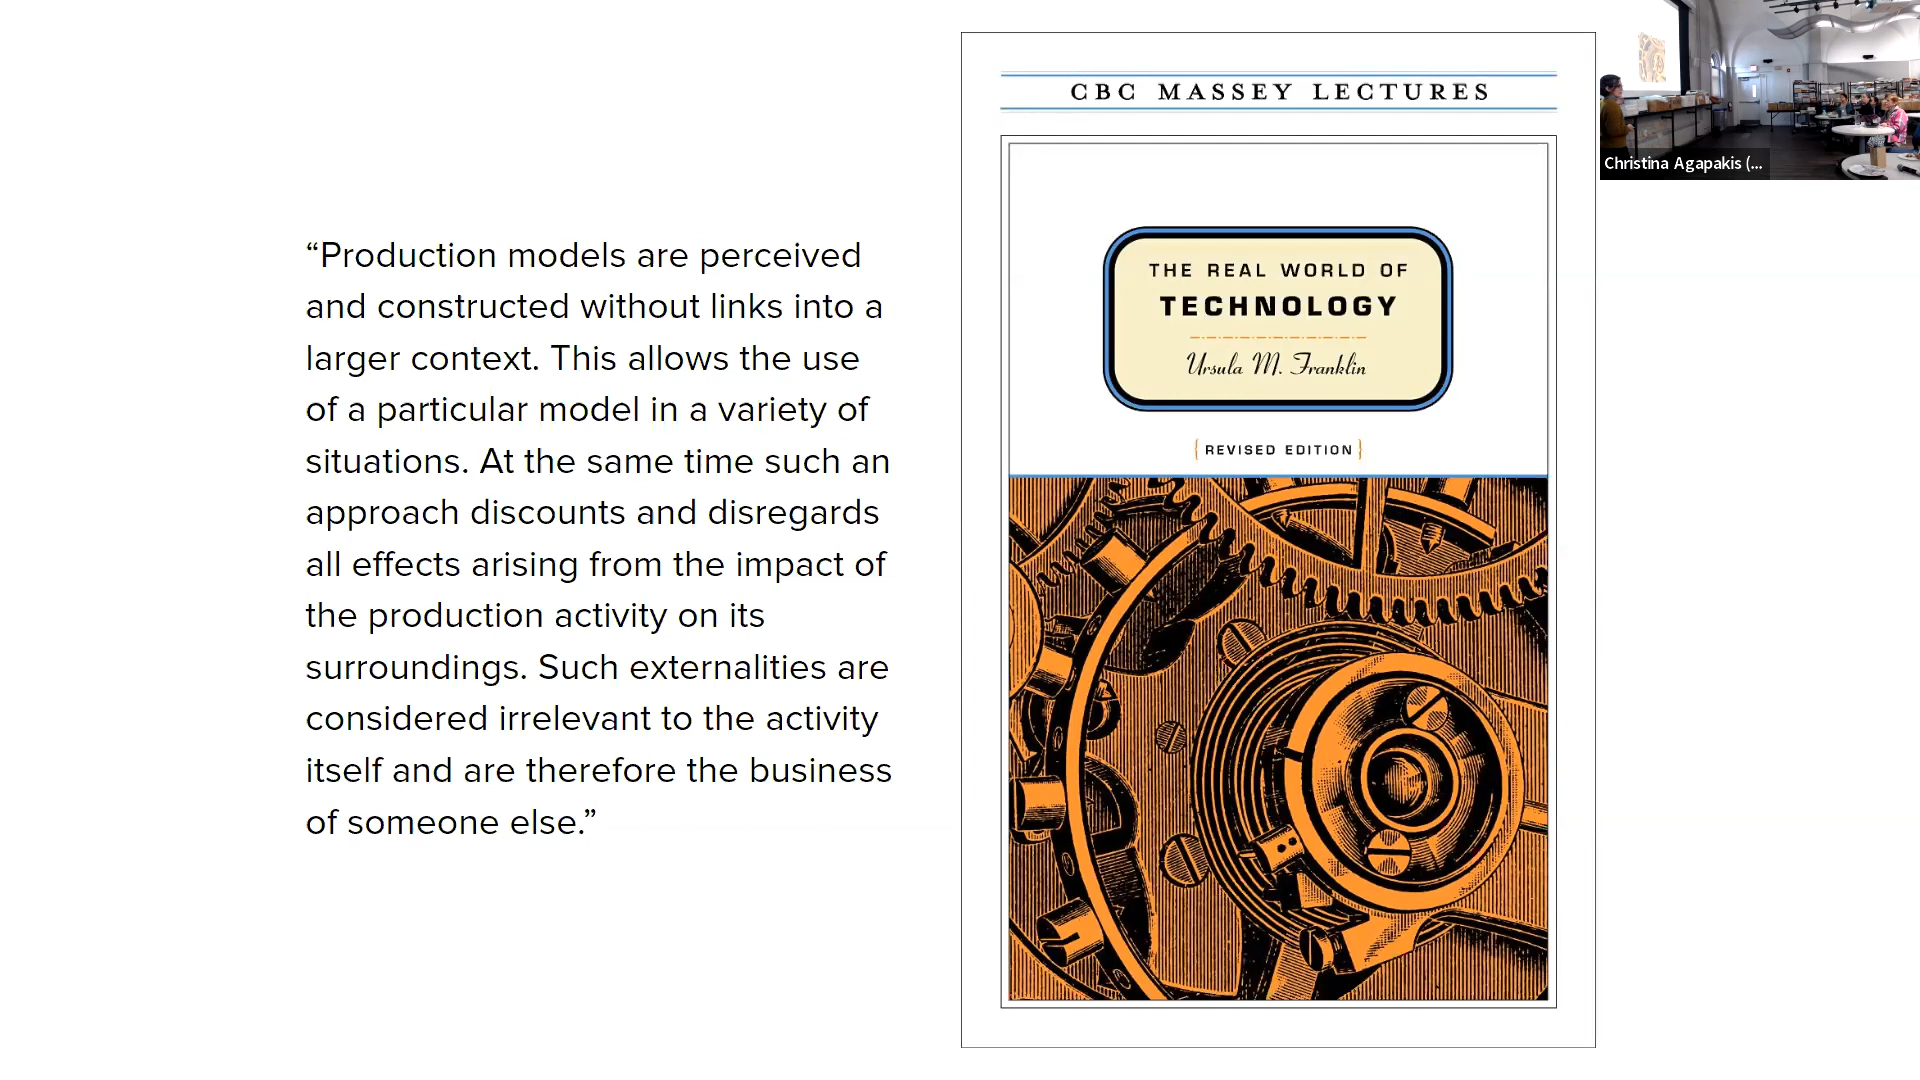 “Production models are perceived
and constructed without links into a
larger context. This allows the use
of a particular model in a variety of
situations. At the same time such an
approach discounts and disregards
all effects arising from the impact of
the production activity on its
surroundings. Such externalities are
considered irrelevant to the activity
itself and are therefore the business
of someone else.”
CBC MASSEY LECTURES
THE REAL WORLD OF
TECHNOLOGY
Ursula M. Franklin
{REVISED EDITION}
Christina Agapakis (...